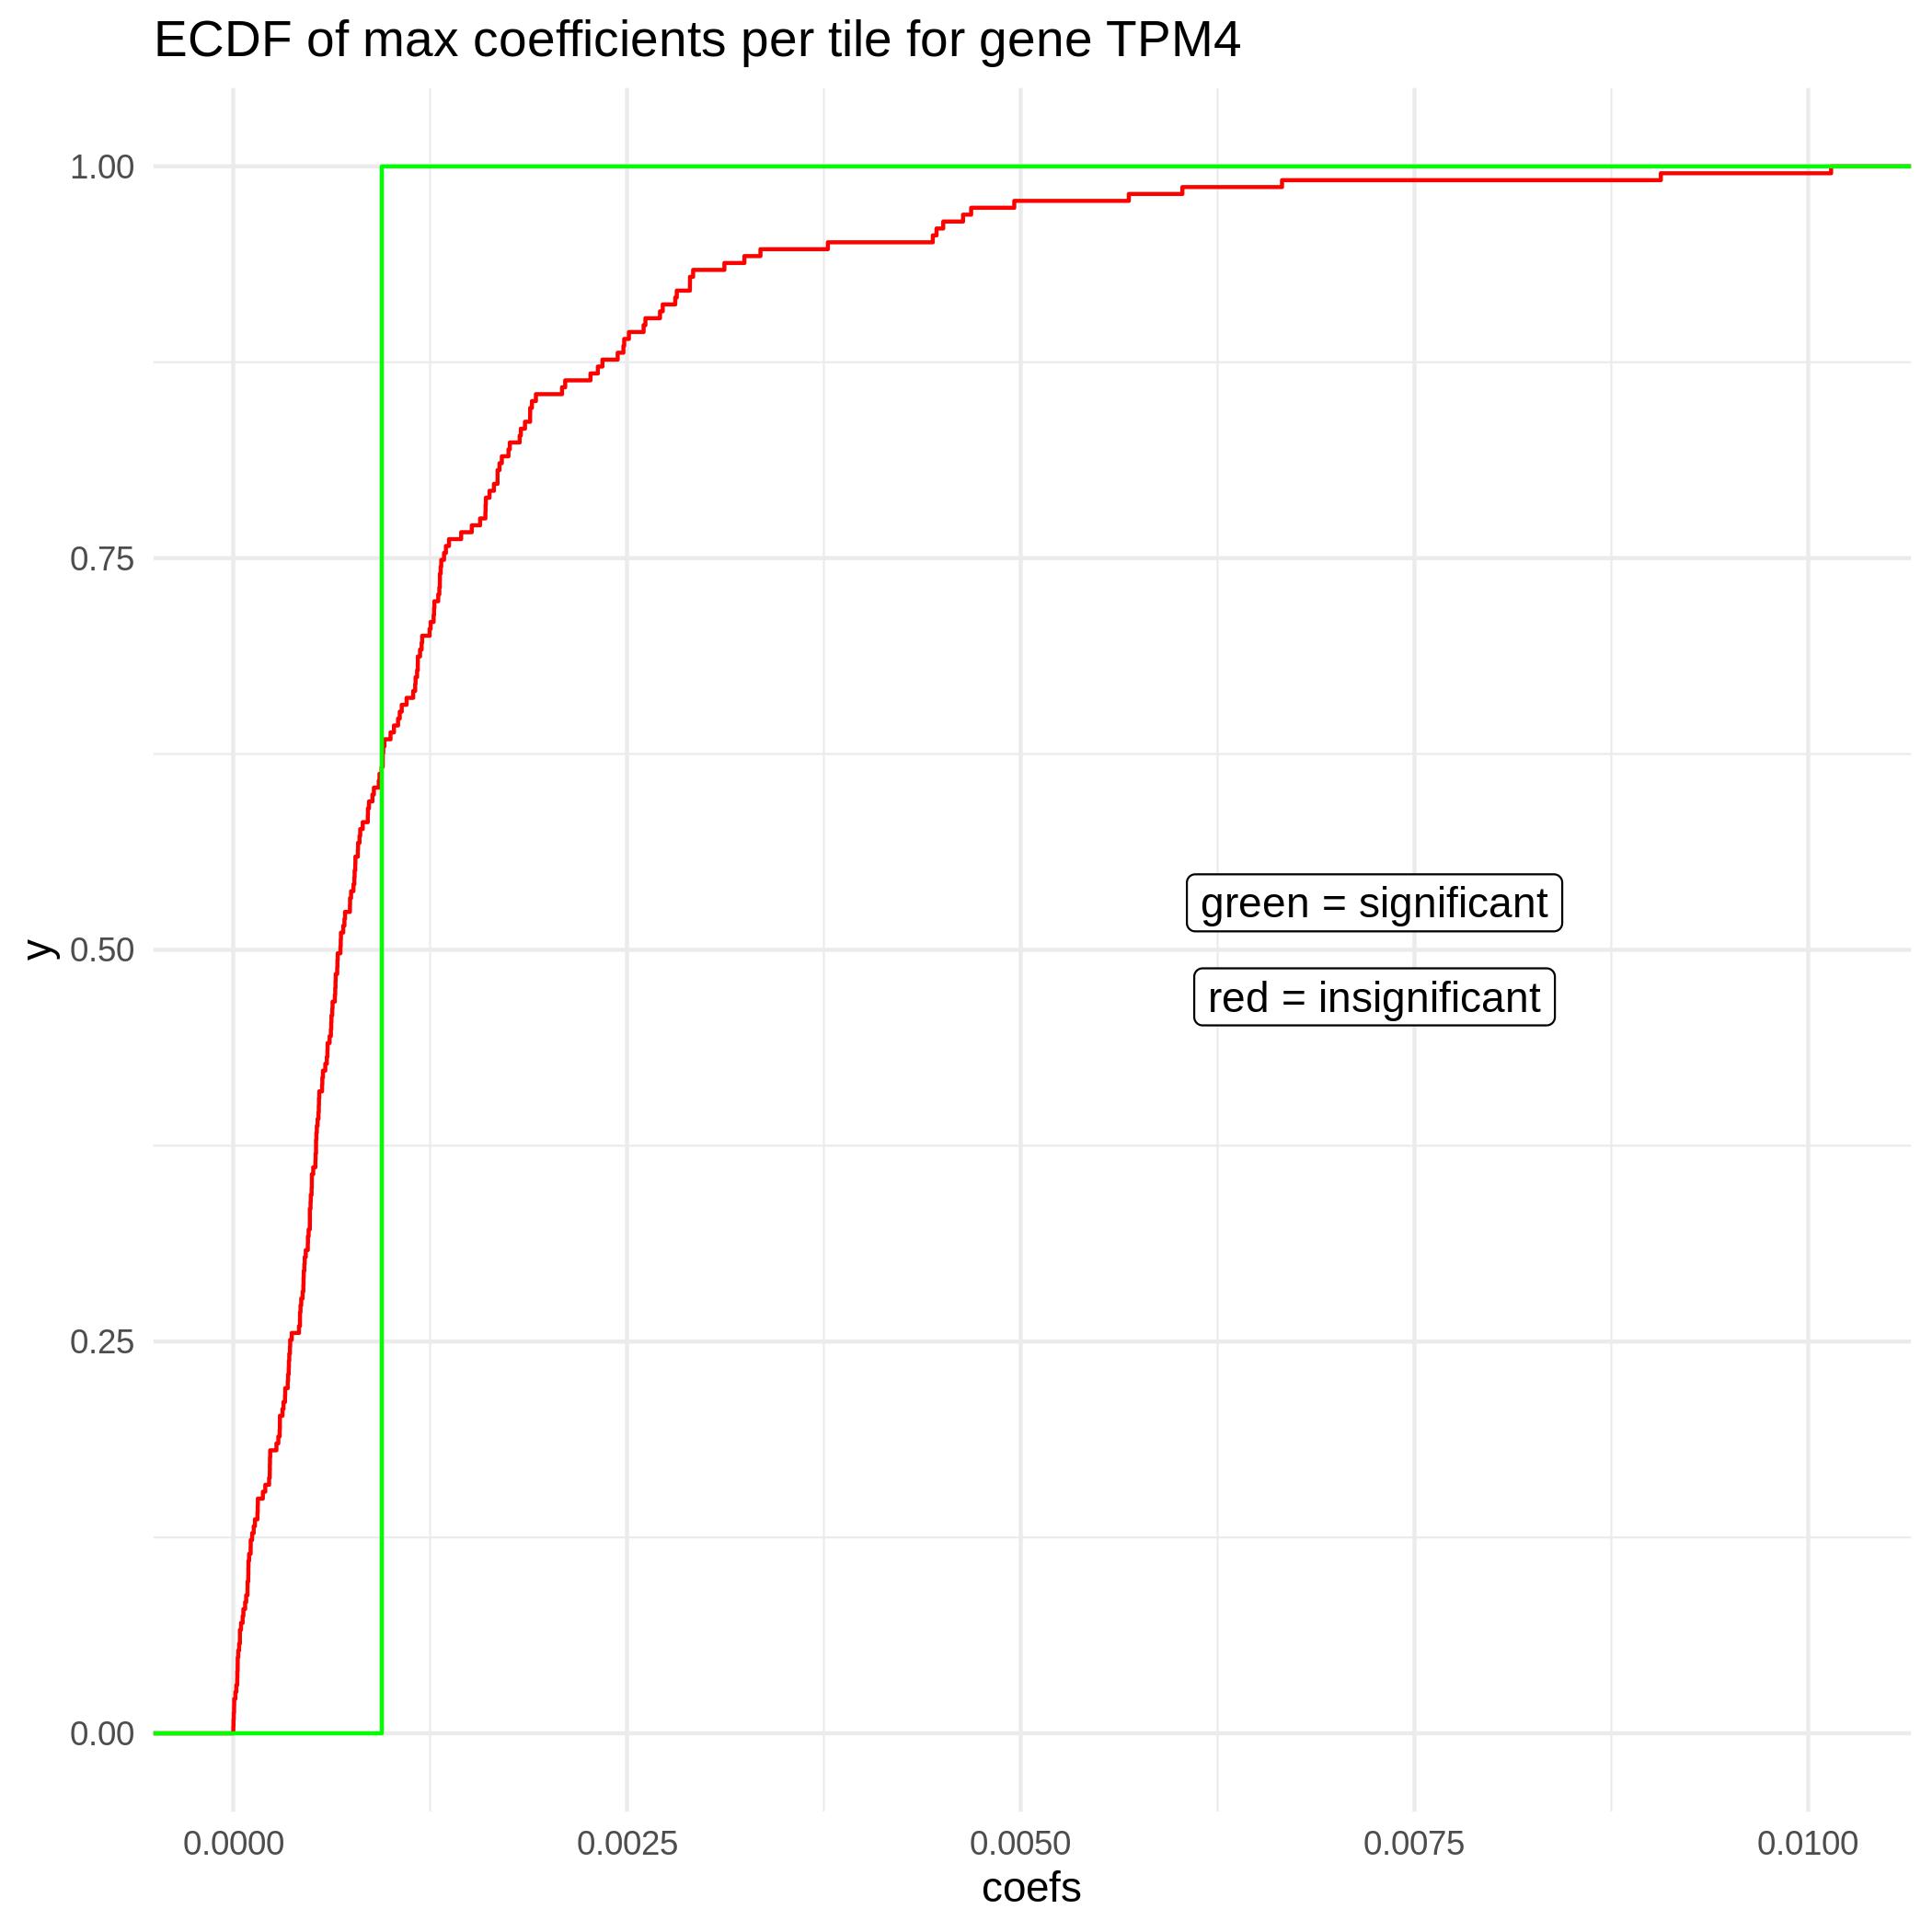 ECDF of max coefficients per tile for gene TPM4
1.00
0.75
0.50
0.25
0.00
y
green = significant
red = insignificant
0.0000 0.0025 0.0050 0.0075 0.0100
coefs